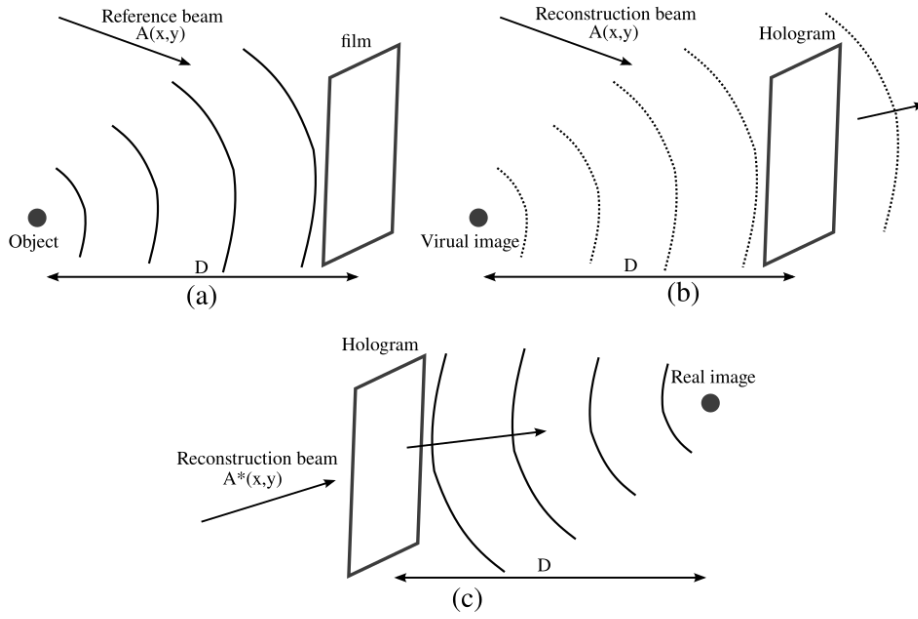 Reference beam
A(x,y)
film
Object
D
(a)
Reconstruction beam
A(x,y)
Hologram
Virual image
D
(b)
Hologram
Real image
Reconstruction beam
A*(x,y)
D
(c)